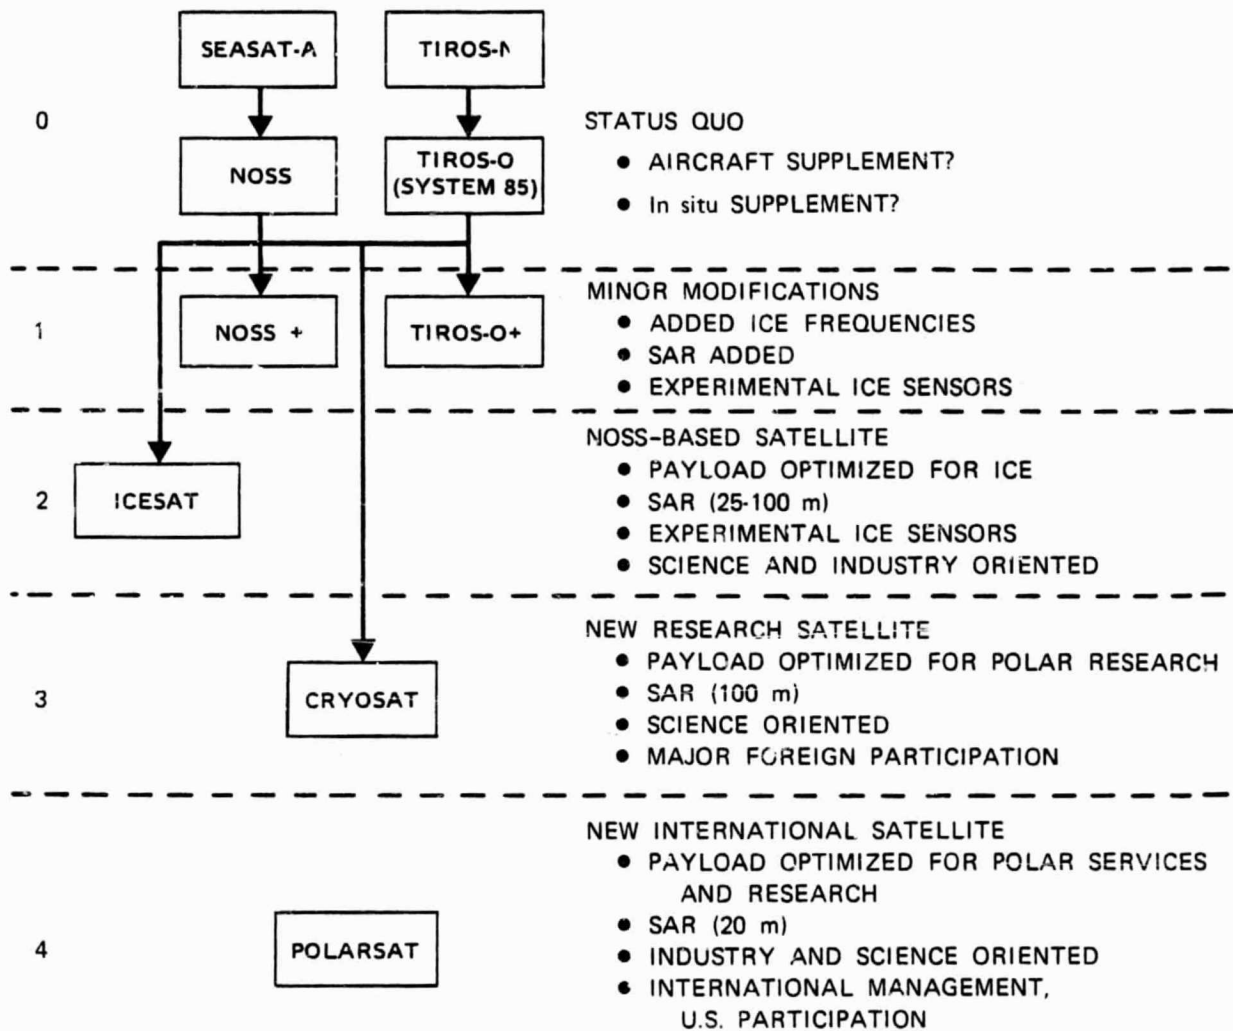 SEASAT-A
TIROS-N
0
STATUS QUO
NOSS
TIROS-O
(SYSTEM 85)
• AIRCRAFT SUPPLEMENT?
• In situ SUPPLEMENT?
1
NOSS +
TIROS-O+
MINOR MODIFICATIONS
• ADDED ICE FREQUENCIES
• SAR ADDED
• EXPERIMENTAL ICE SENSORS
2
ICESAT
NOSS-BASED SATELLITE
• PAYLOAD OPTIMIZED FOR ICE
• SAR (25-100 m)
• EXPERIMENTAL ICE SENSORS
• SCIENCE AND INDUSTRY ORIENTED
3
CRYOSAT
NEW RESEARCH SATELLITE
• PAYLOAD OPTIMIZED FOR POLAR RESEARCH
• SAR (100 m)
• SCIENCE ORIENTED
• MAJOR FOREIGN PARTICIPATION
4
POLARSAT
NEW INTERNATIONAL SATELLITE
• PAYLOAD OPTIMIZED FOR POLAR SERVICES
AND RESEARCH
• SAR (20 m)
• INDUSTRY AND SCIENCE ORIENTED
• INTERNATIONAL MANAGEMENT,
U.S. PARTICIPATION